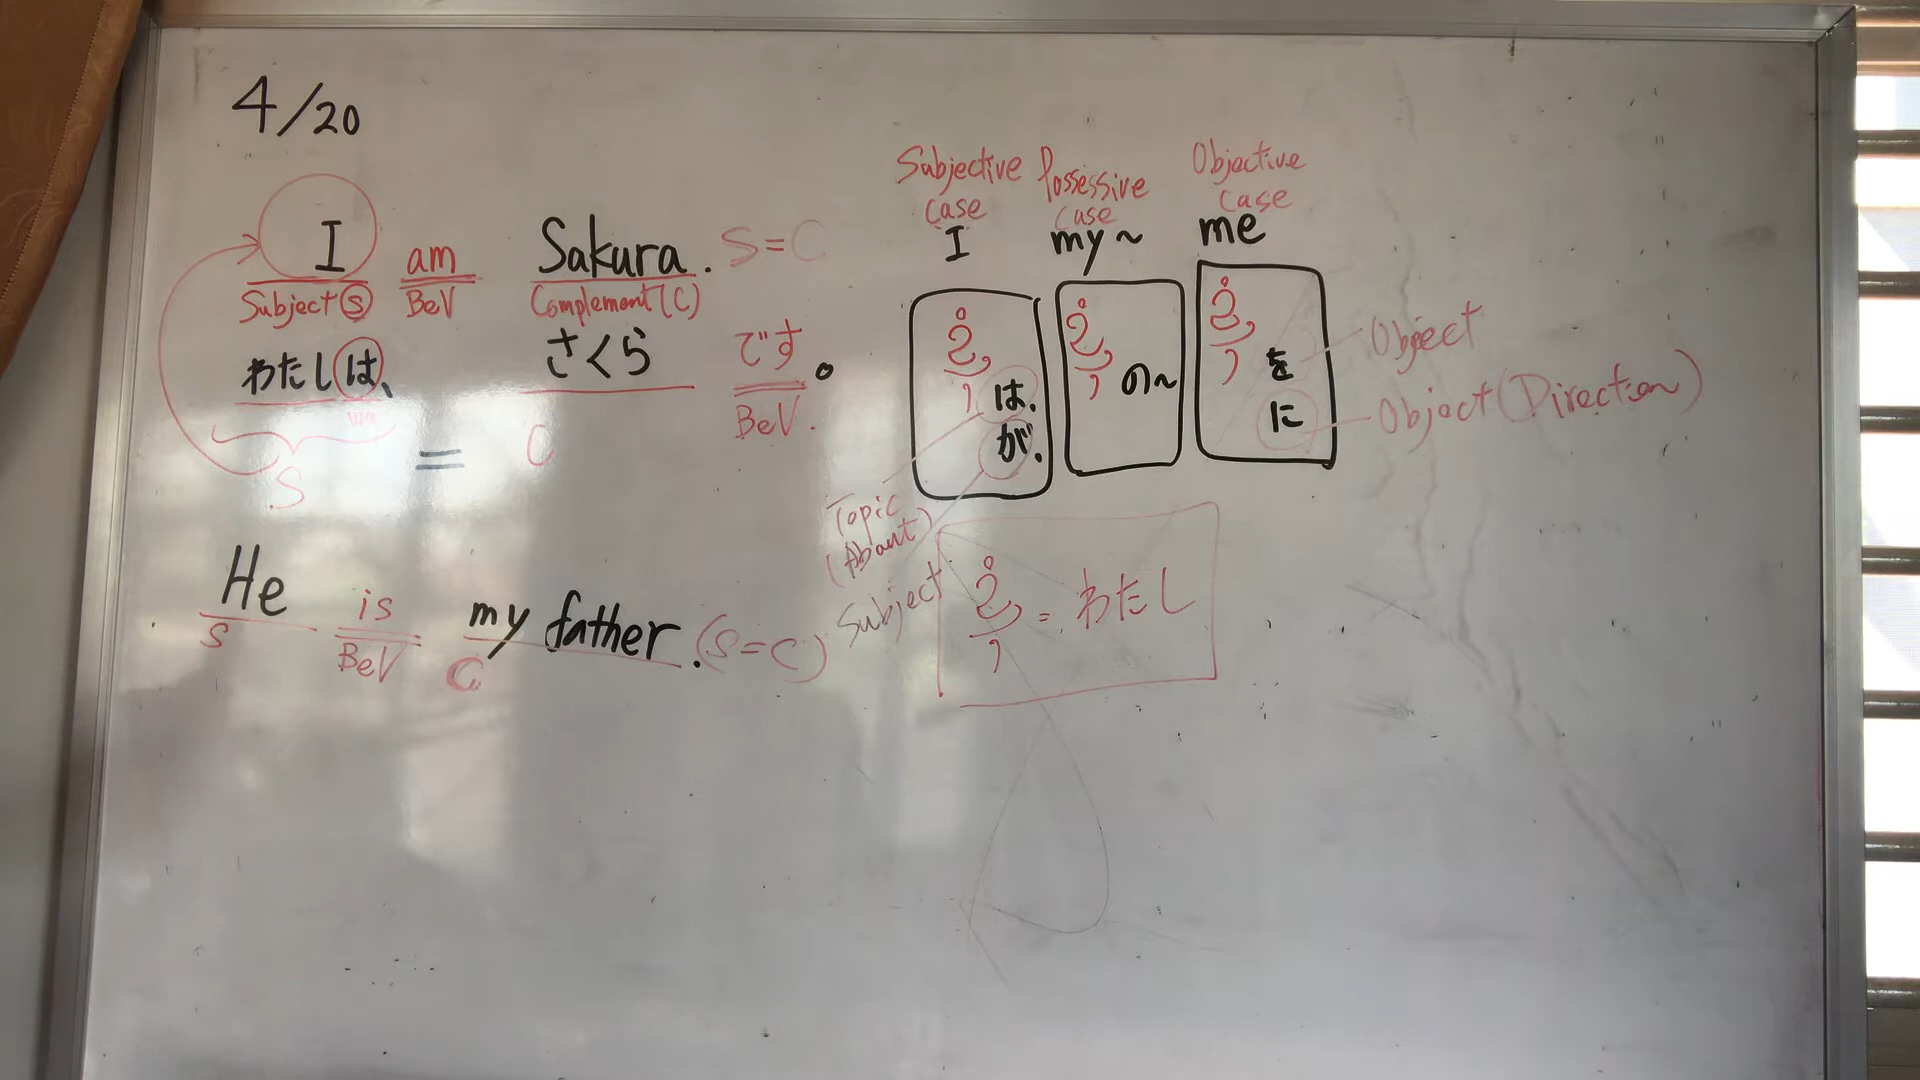 4/20
I am Sakura. S=C
Subject(S) BeV Complement(C)
わたしは、 さくら です。
wa BeV.
S = C
He is my father. (S=C)
S BeV C
Subjective case Possessive case Objective case
I my~ me
は. の~ を Object
が. に Object (Direction)
Topic (About)
Subject
= わたし